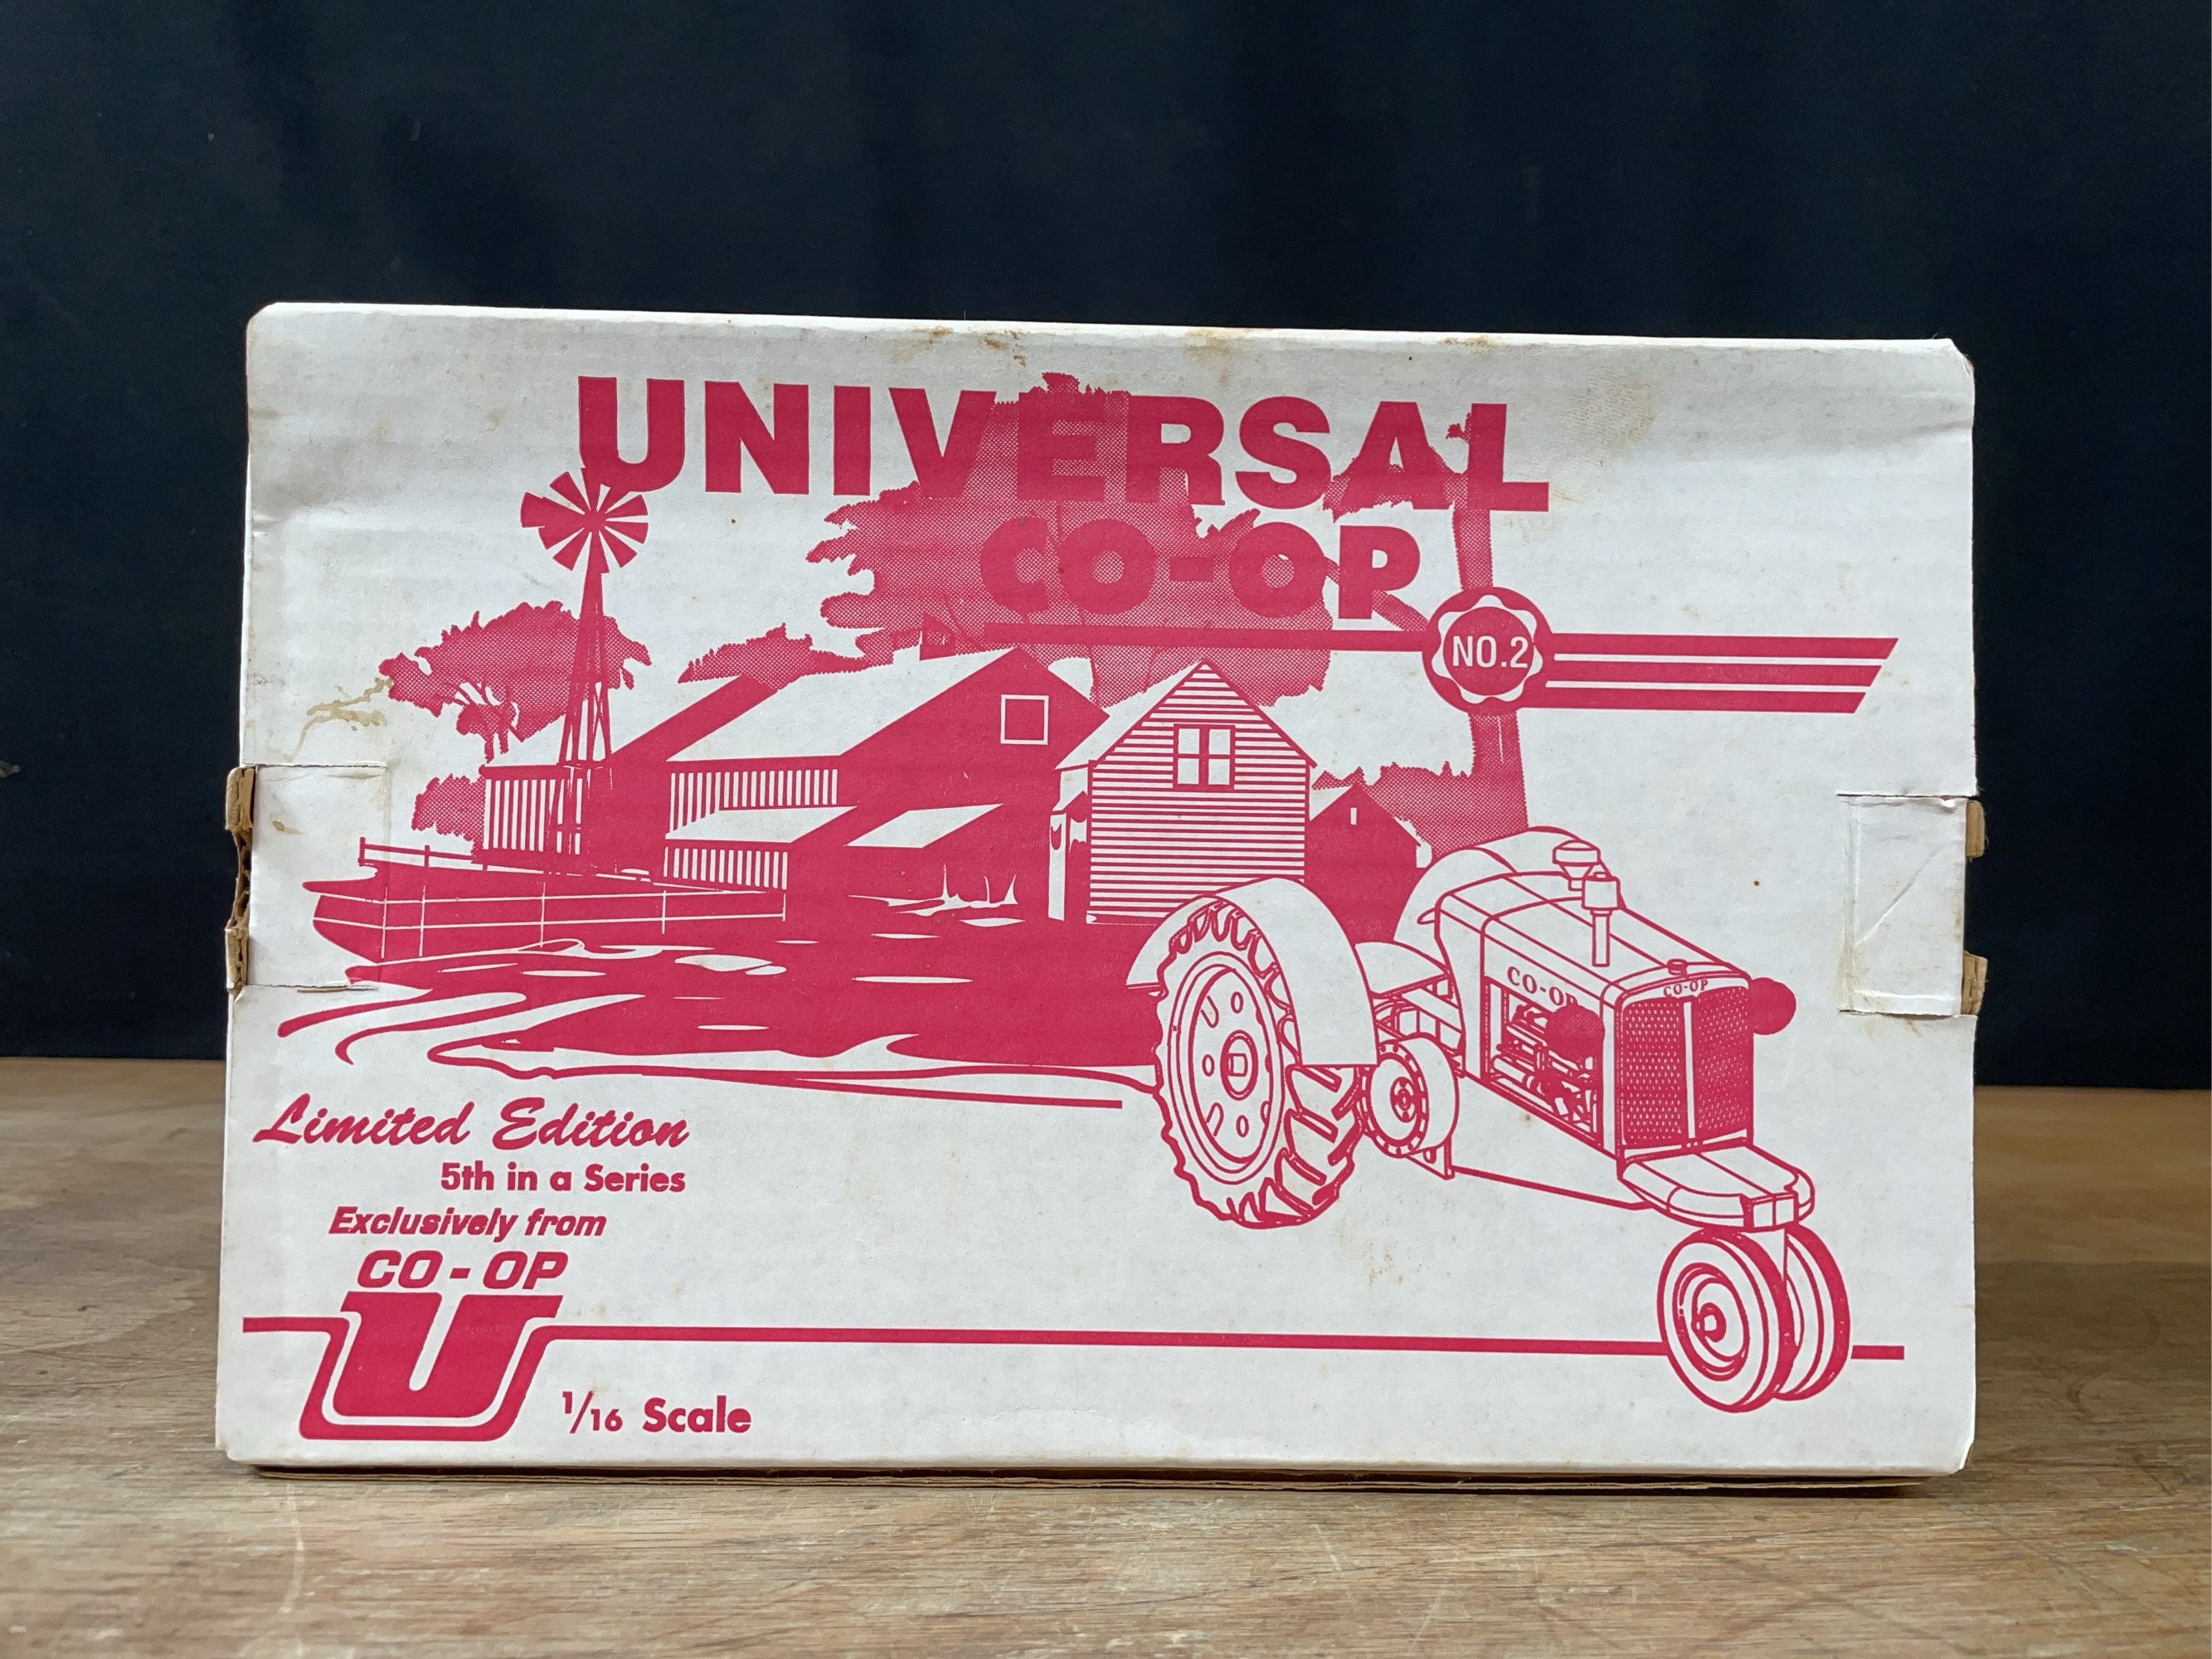 UNIVERSAL
CO-OP
NO.2
CO-OP
CO-OP
Limited Edition
5th in a Series
Exclusively from
CO-OP
U
1/16 Scale